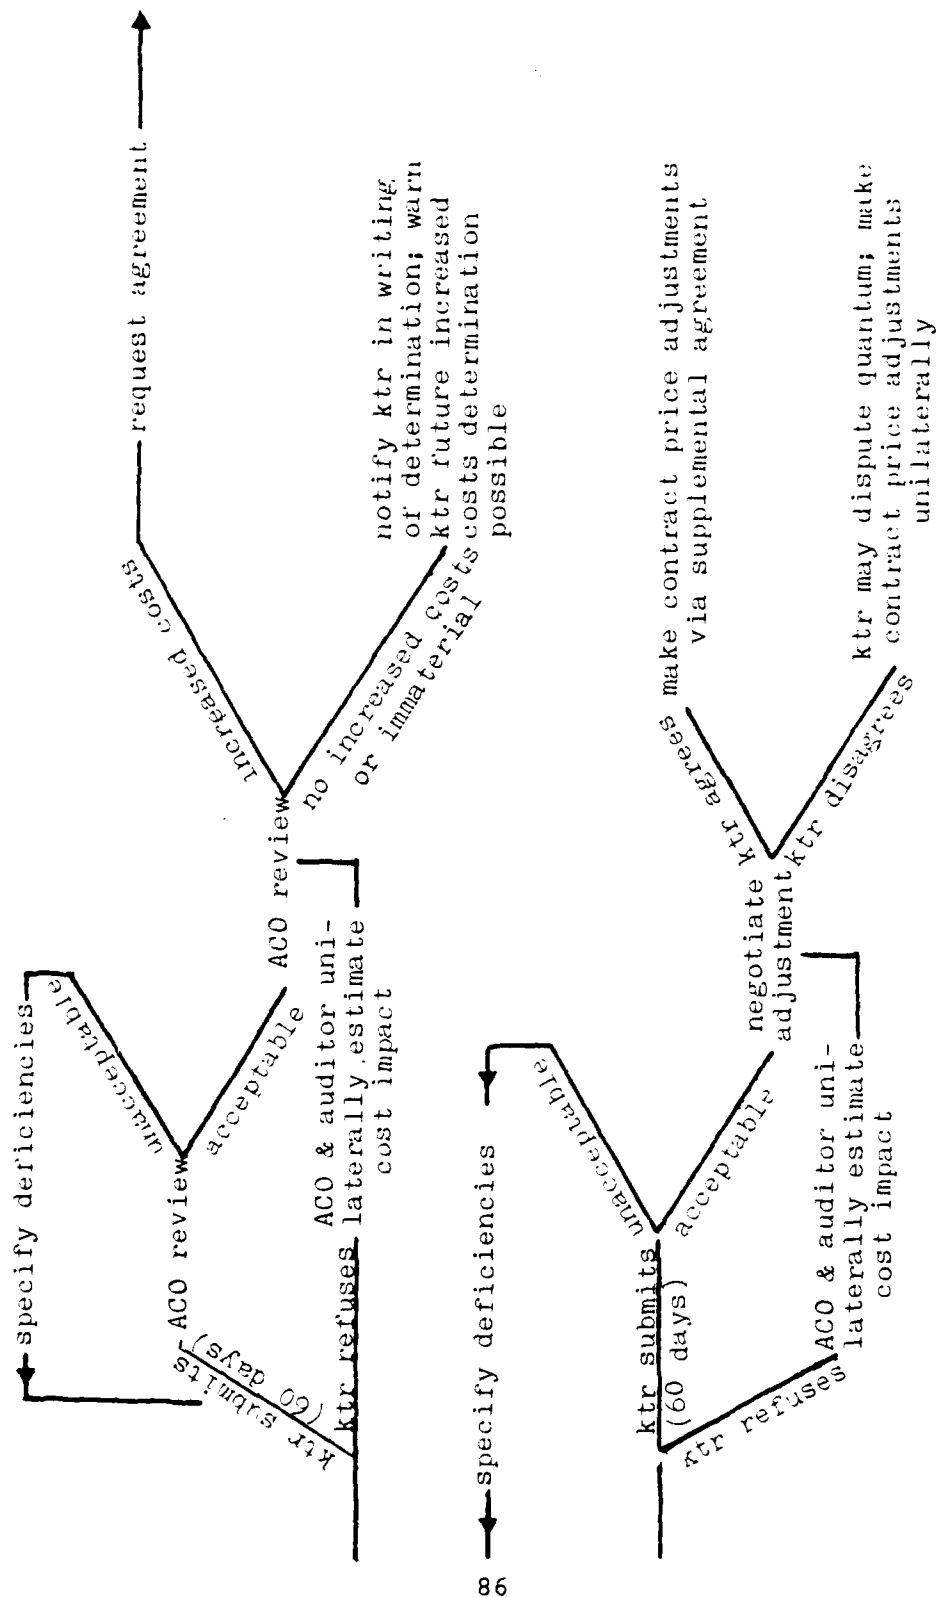 specify deficiencies
unacceptable
ktr submits
(60 days)
ACO review
acceptable
ktr refuses
ACO & auditor uni-
laterally estimate
cost impact
ACO review
increased costs
request agreement
no increased costs
or immaterial
notify ktr in writing
of determination; warn
ktr future increased
costs determination
possible
specify deficiencies
unacceptable
ktr submits
(60 days)
acceptable
ktr refuses
ACO & auditor uni-
laterally estimate
cost impact
negotiate
adjustment
ktr agrees
make contract price adjustments
via supplemental agreement
ktr disagrees
ktr may dispute quantum; make
contract price adjustments
unilaterally
86